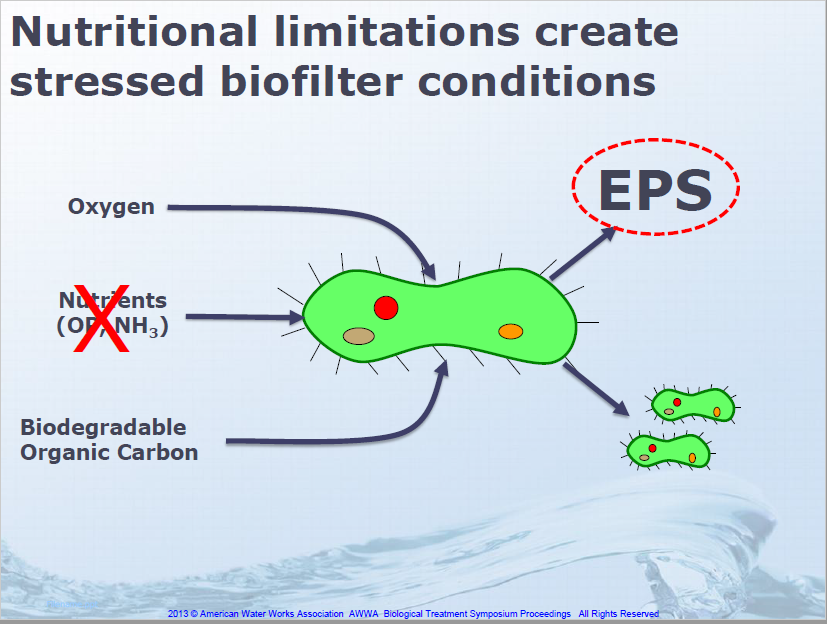 Nutritional limitations create
stressed biofilter conditions
EPS
Oxygen
Nutrients
(OP, NH₃)
Biodegradable
Organic Carbon
2013 © American Water Works Association AWWA Biological Treatment Symposium Proceedings All Rights Reserved